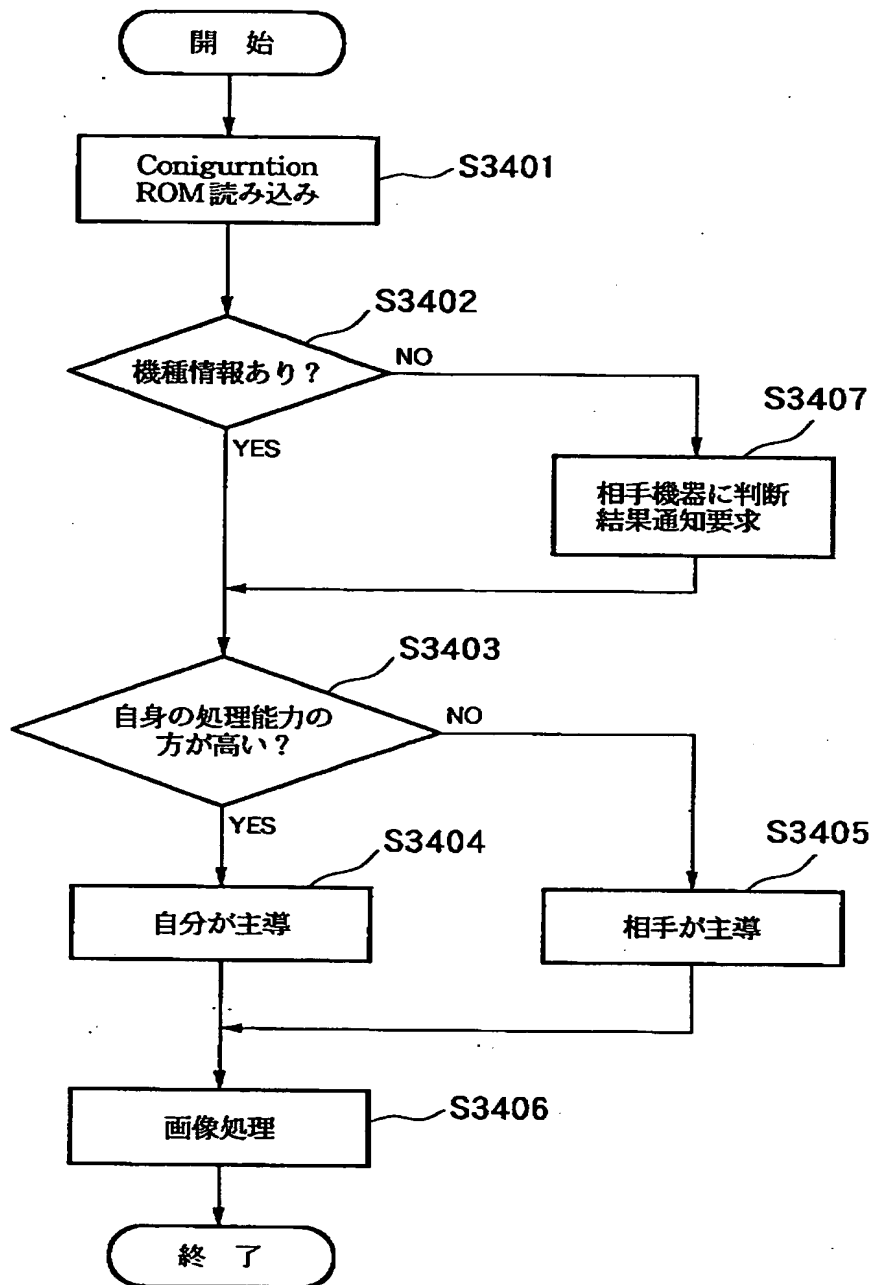 開 始
Conigurntion
ROM読み込み
S3401
S3402
機種情報あり？
NO
YES
S3407
相手機器に判断
結果通知要求
S3403
自身の処理能力の
方が高い？
NO
YES
S3404
自分が主導
S3405
相手が主導
画像処理
S3406
終 了